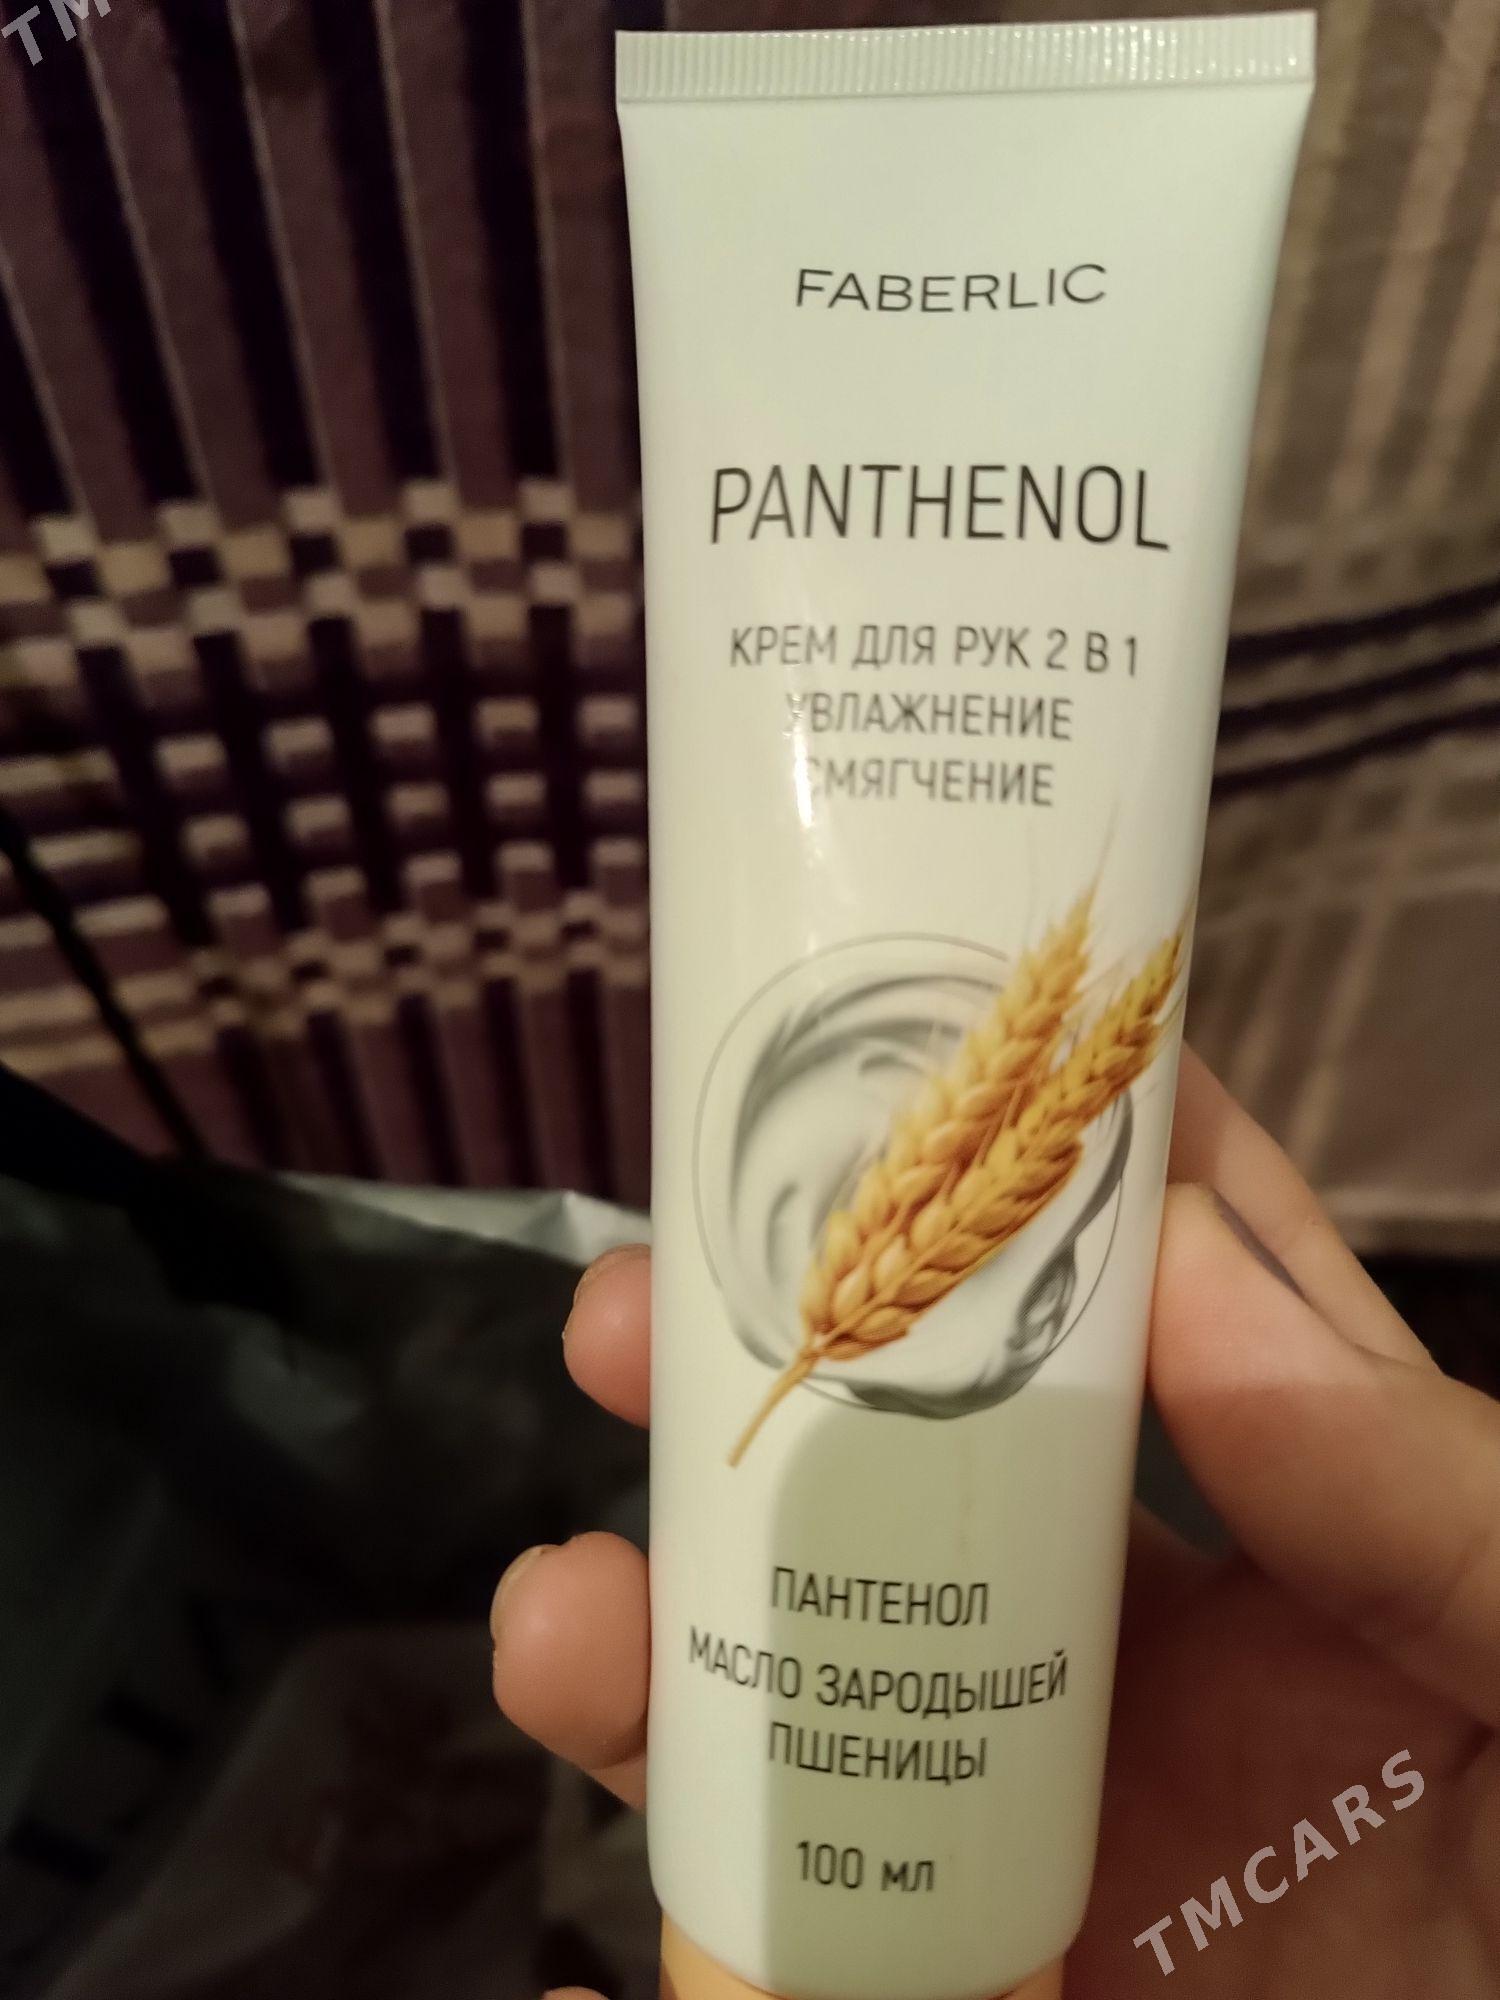 TM
FABERLIC
PANTHENOL
КРЕМ ДЛЯ РУК 2 В 1
УВЛАЖНЕНИЕ
СМЯГЧЕНИЕ
ПАНТЕНОЛ
МАСЛО ЗАРОДЫШЕЙ
ПШЕНИЦЫ
100 мл
TMCARS